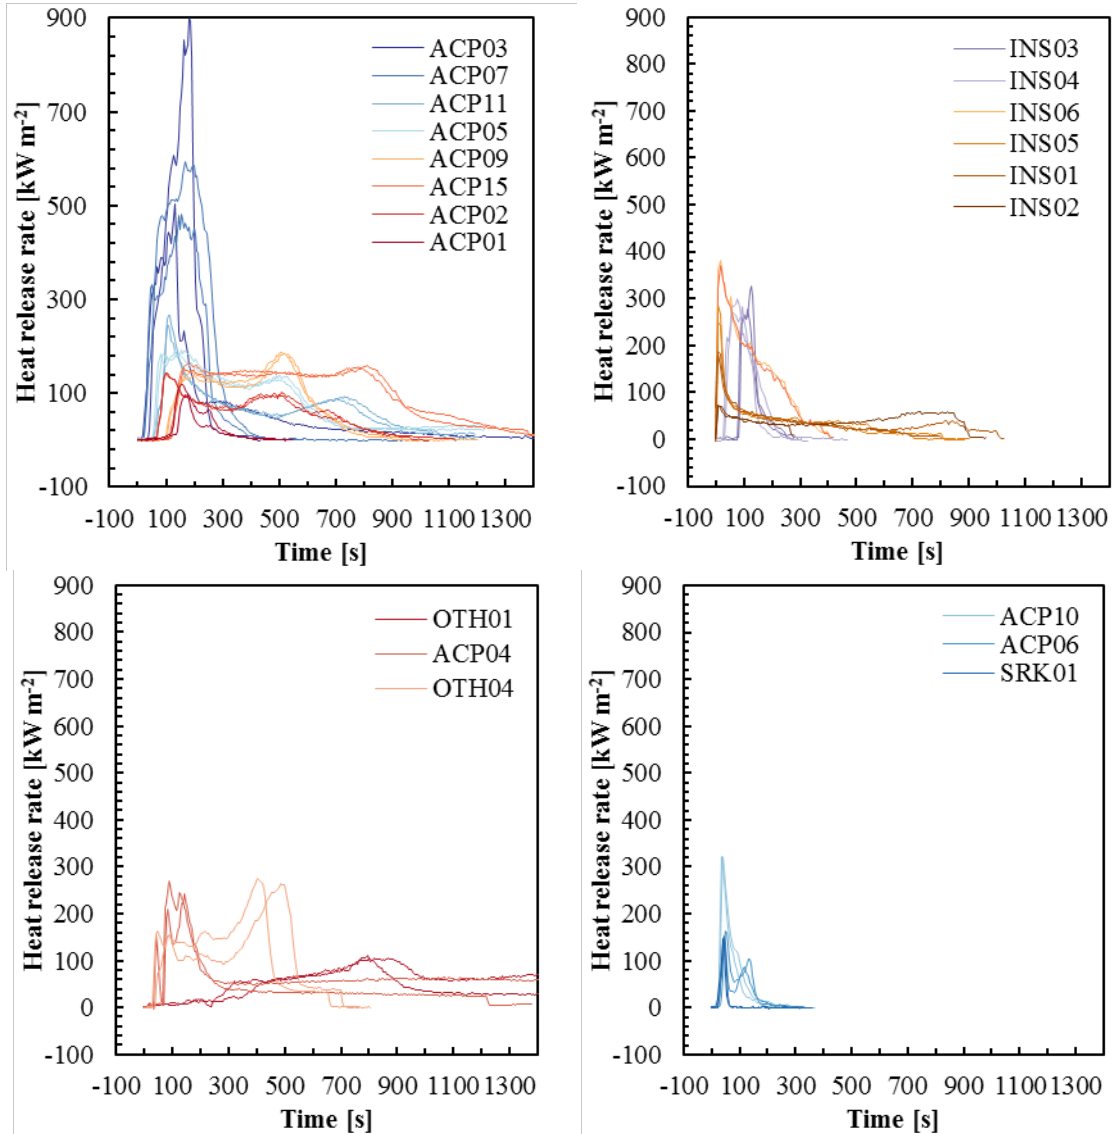 900
700
500
300
100
-100
Heat release rate [kW m-2]
-100 100 300 500 700 900 1100 1300
Time [s]
ACP03
ACP07
ACP11
ACP05
ACP09
ACP15
ACP02
ACP01
900
800
700
600
500
400
300
200
100
0
-100
Heat release rate [kW m-2]
-100 100 300 500 700 900 1100 1300
Time [s]
INS03
INS04
INS06
INS05
INS01
INS02
900
800
700
600
500
400
300
200
100
0
-100
Heat release rate [kW m-2]
-100 100 300 500 700 900 1100 1300
Time [s]
OTH01
ACP04
OTH04
900
800
700
600
500
400
300
200
100
0
-100
Heat release rate [kW m-2]
-100 100 300 500 700 900 1100 1300
Time [s]
ACP10
ACP06
SRK01